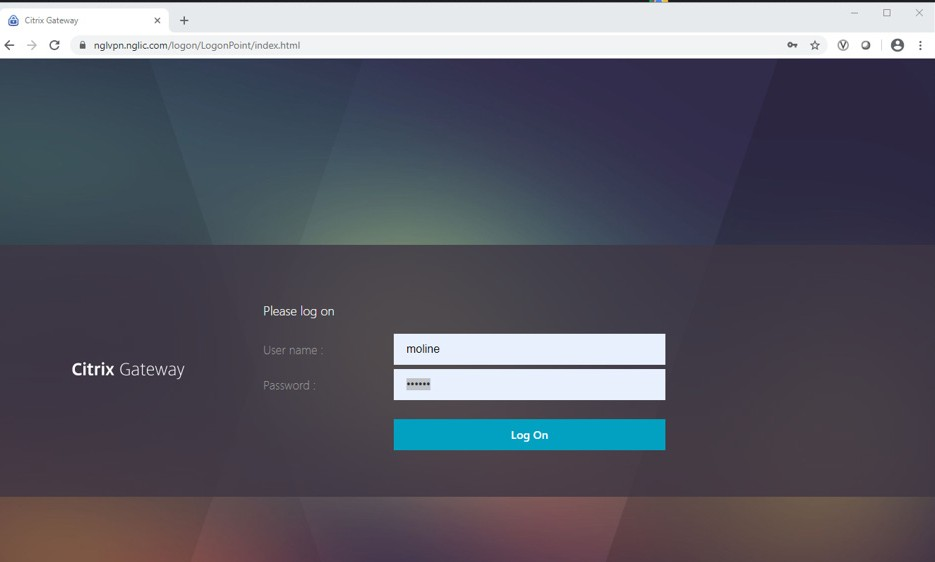 Citrix Gateway
nglvpn.nglic.com/logon/LogonPoint/index.html
Please log on
User name :
moline
Citrix Gateway
Password :
••••••
Log On